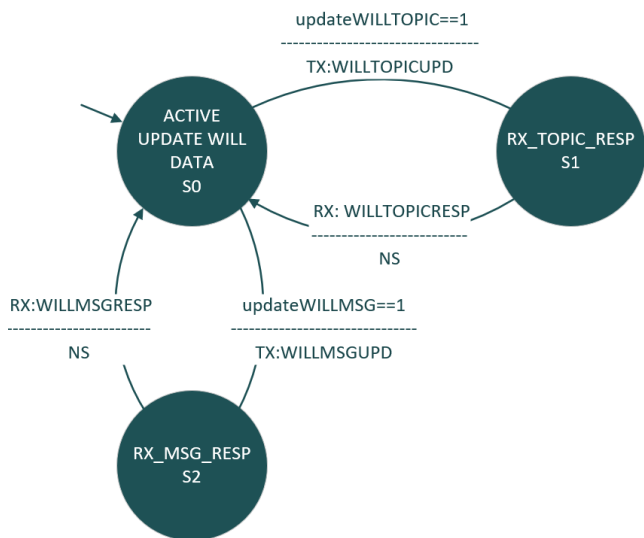 updateWILLTOPIC==1
---------------------------------
TX:WILLTOPICUPD
ACTIVE
UPDATE WILL
DATA
S0
RX_TOPIC_RESP
S1
RX: WILLTOPICRESP
--------------------------
NS
RX:WILLMSGRESP
------------------------
NS
updateWILLMSG==1
-------------------------------
TX:WILLMSGUPD
RX_MSG_RESP
S2